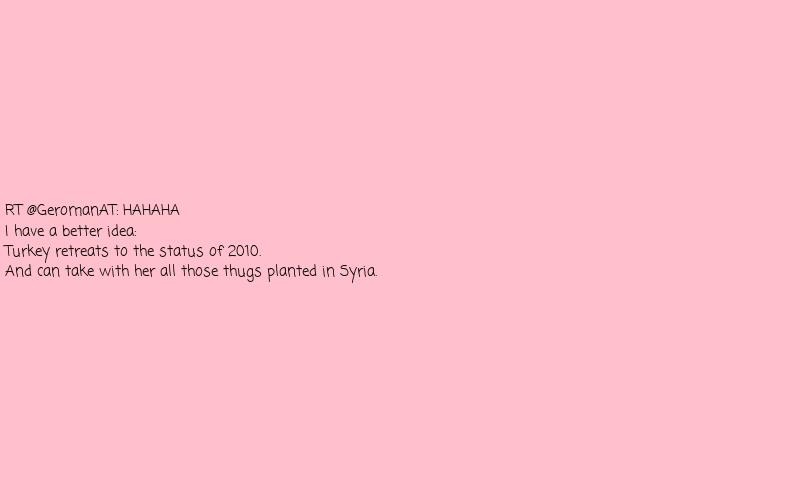 RT @GeromanAT: HAHAHA
I have a better idea:
Turkey retreats to the status of 2010.
And can take with her all those thugs planted in Syria.